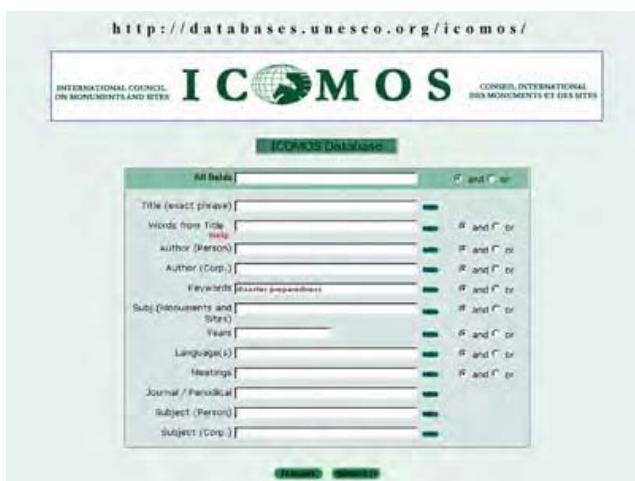 http://databases.unesco.org/icomos/
INTERNATIONAL COUNCIL
ON MONUMENTS AND SITES
ICOMOS
CONSEIL INTERNATIONAL
DES MONUMENTS ET DES SITES
ICOMOS Database
All fields and or
Title (exact phrase)
Words from Title and or
Help
Author (Person) and or
Author (Corp.) and or
Keywords disaster preparedness and or
Subj.(Monuments and
Sites) and or
Years and or
Language(s) and or
Meetings and or
Journal / Periodical
Subject (Person)
Subject (Corp.)